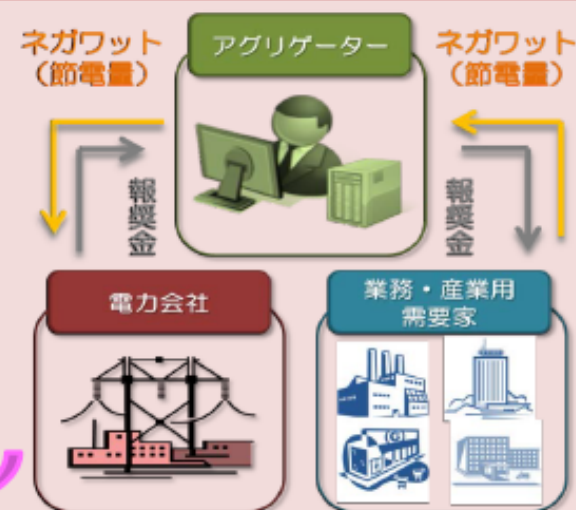 ネガワット
(節電量)
アグリゲーター
ネガワット
(節電量)
報奨金
報奨金
電力会社
業務・産業用
需要家